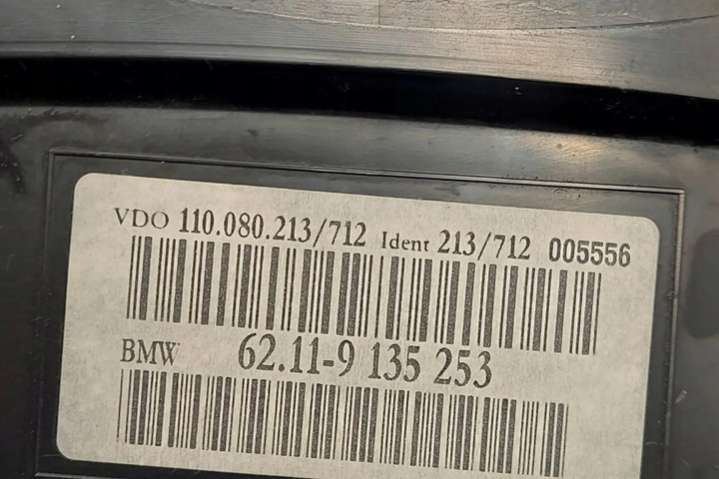 VDO 110.080.213/712 Ident 213/712 005556
BMW 62.11-9 135 253